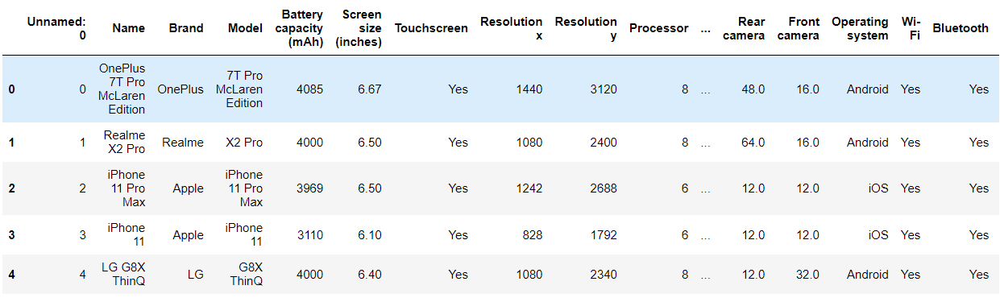 Unnamed: 0 Name Brand Model Battery capacity (mAh) Screen size (inches) Touchscreen Resolution x Resolution y Processor ... Rear camera Front camera Operating system Wi-Fi Bluetooth
0 0 OnePlus 7T Pro McLaren Edition OnePlus 7T Pro McLaren Edition 4085 6.67 Yes 1440 3120 8 ... 48.0 16.0 Android Yes Yes
1 1 Realme X2 Pro Realme X2 Pro 4000 6.50 Yes 1080 2400 8 ... 64.0 16.0 Android Yes Yes
2 2 iPhone 11 Pro Max Apple iPhone 11 Pro Max 3969 6.50 Yes 1242 2688 6 ... 12.0 12.0 iOS Yes Yes
3 3 iPhone 11 Apple iPhone 11 3110 6.10 Yes 828 1792 6 ... 12.0 12.0 iOS Yes Yes
4 4 LG G8X ThinQ LG G8X ThinQ 4000 6.40 Yes 1080 2340 8 ... 12.0 32.0 Android Yes Yes